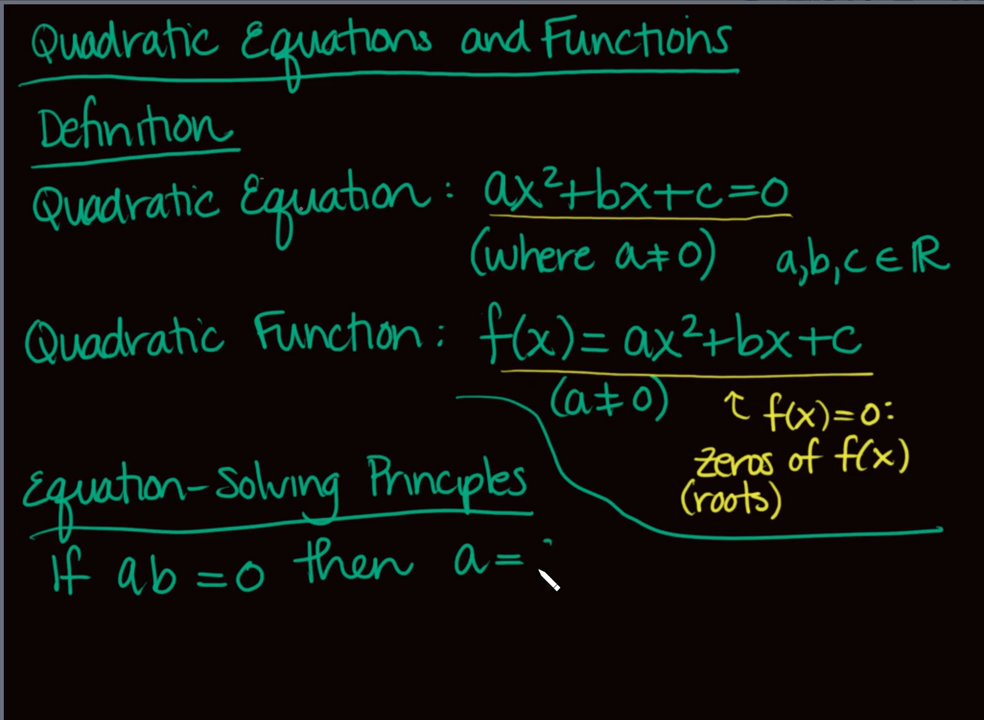 Quadratic Equations and Functions
Definition
Quadratic Equation: ax²+bx+c=0
(where a≠0) a,b,c ∈ ℝ
Quadratic Function: f(x)= ax²+bx+c
(a≠0) ↑ f(x)=0:
zeros of f(x)
(roots)
Equation-Solving Principles
If ab=0 then a=